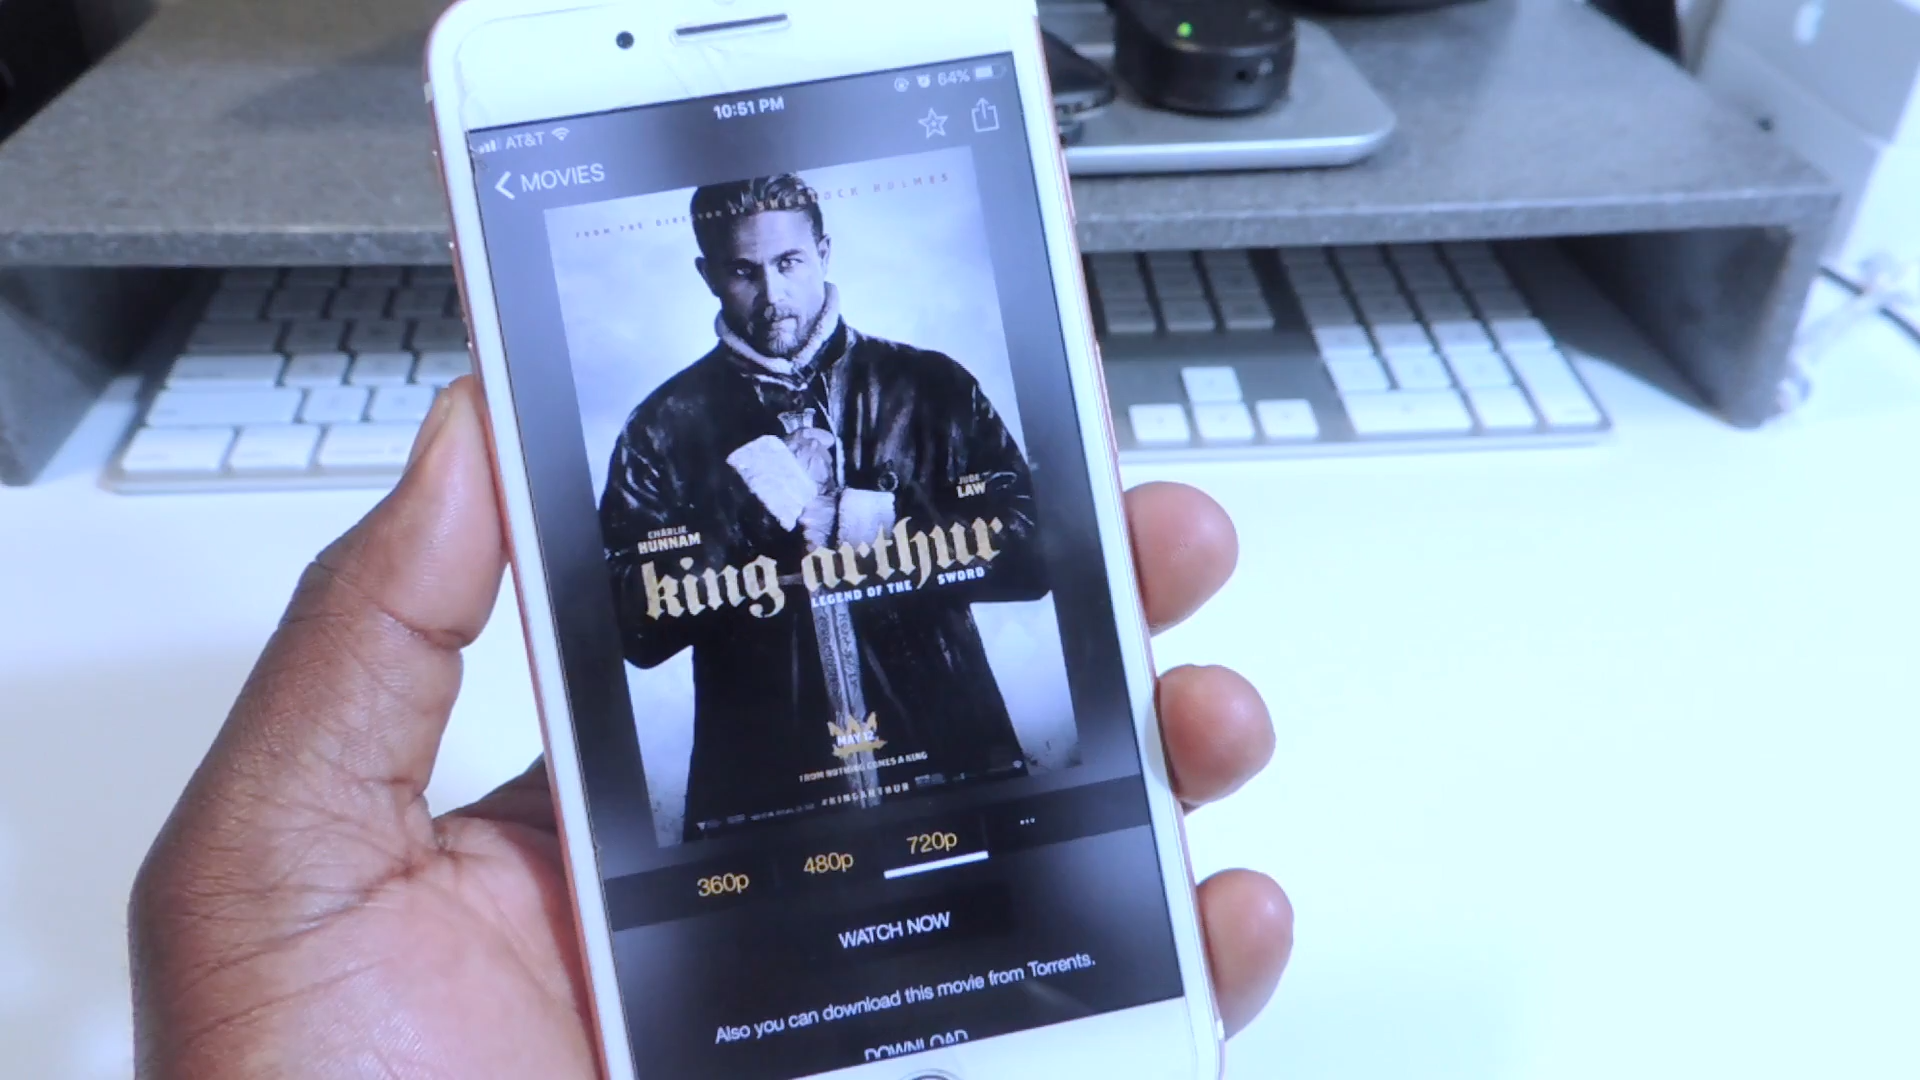 10:51 PM
64%
AT&T
MOVIES
FROM THE DIRECTOR OF SHERLOCK HOLMES
JUDE
LAW
CHARLIE
HUNNAM
king arthur
LEGEND OF THE SWORD
MAY 12
FROM NOTHING COMES A KING
#KINGARTHUR
360p
480p
720p
...
WATCH NOW
Also you can download this movie from Torrents.
DOWNLOAD